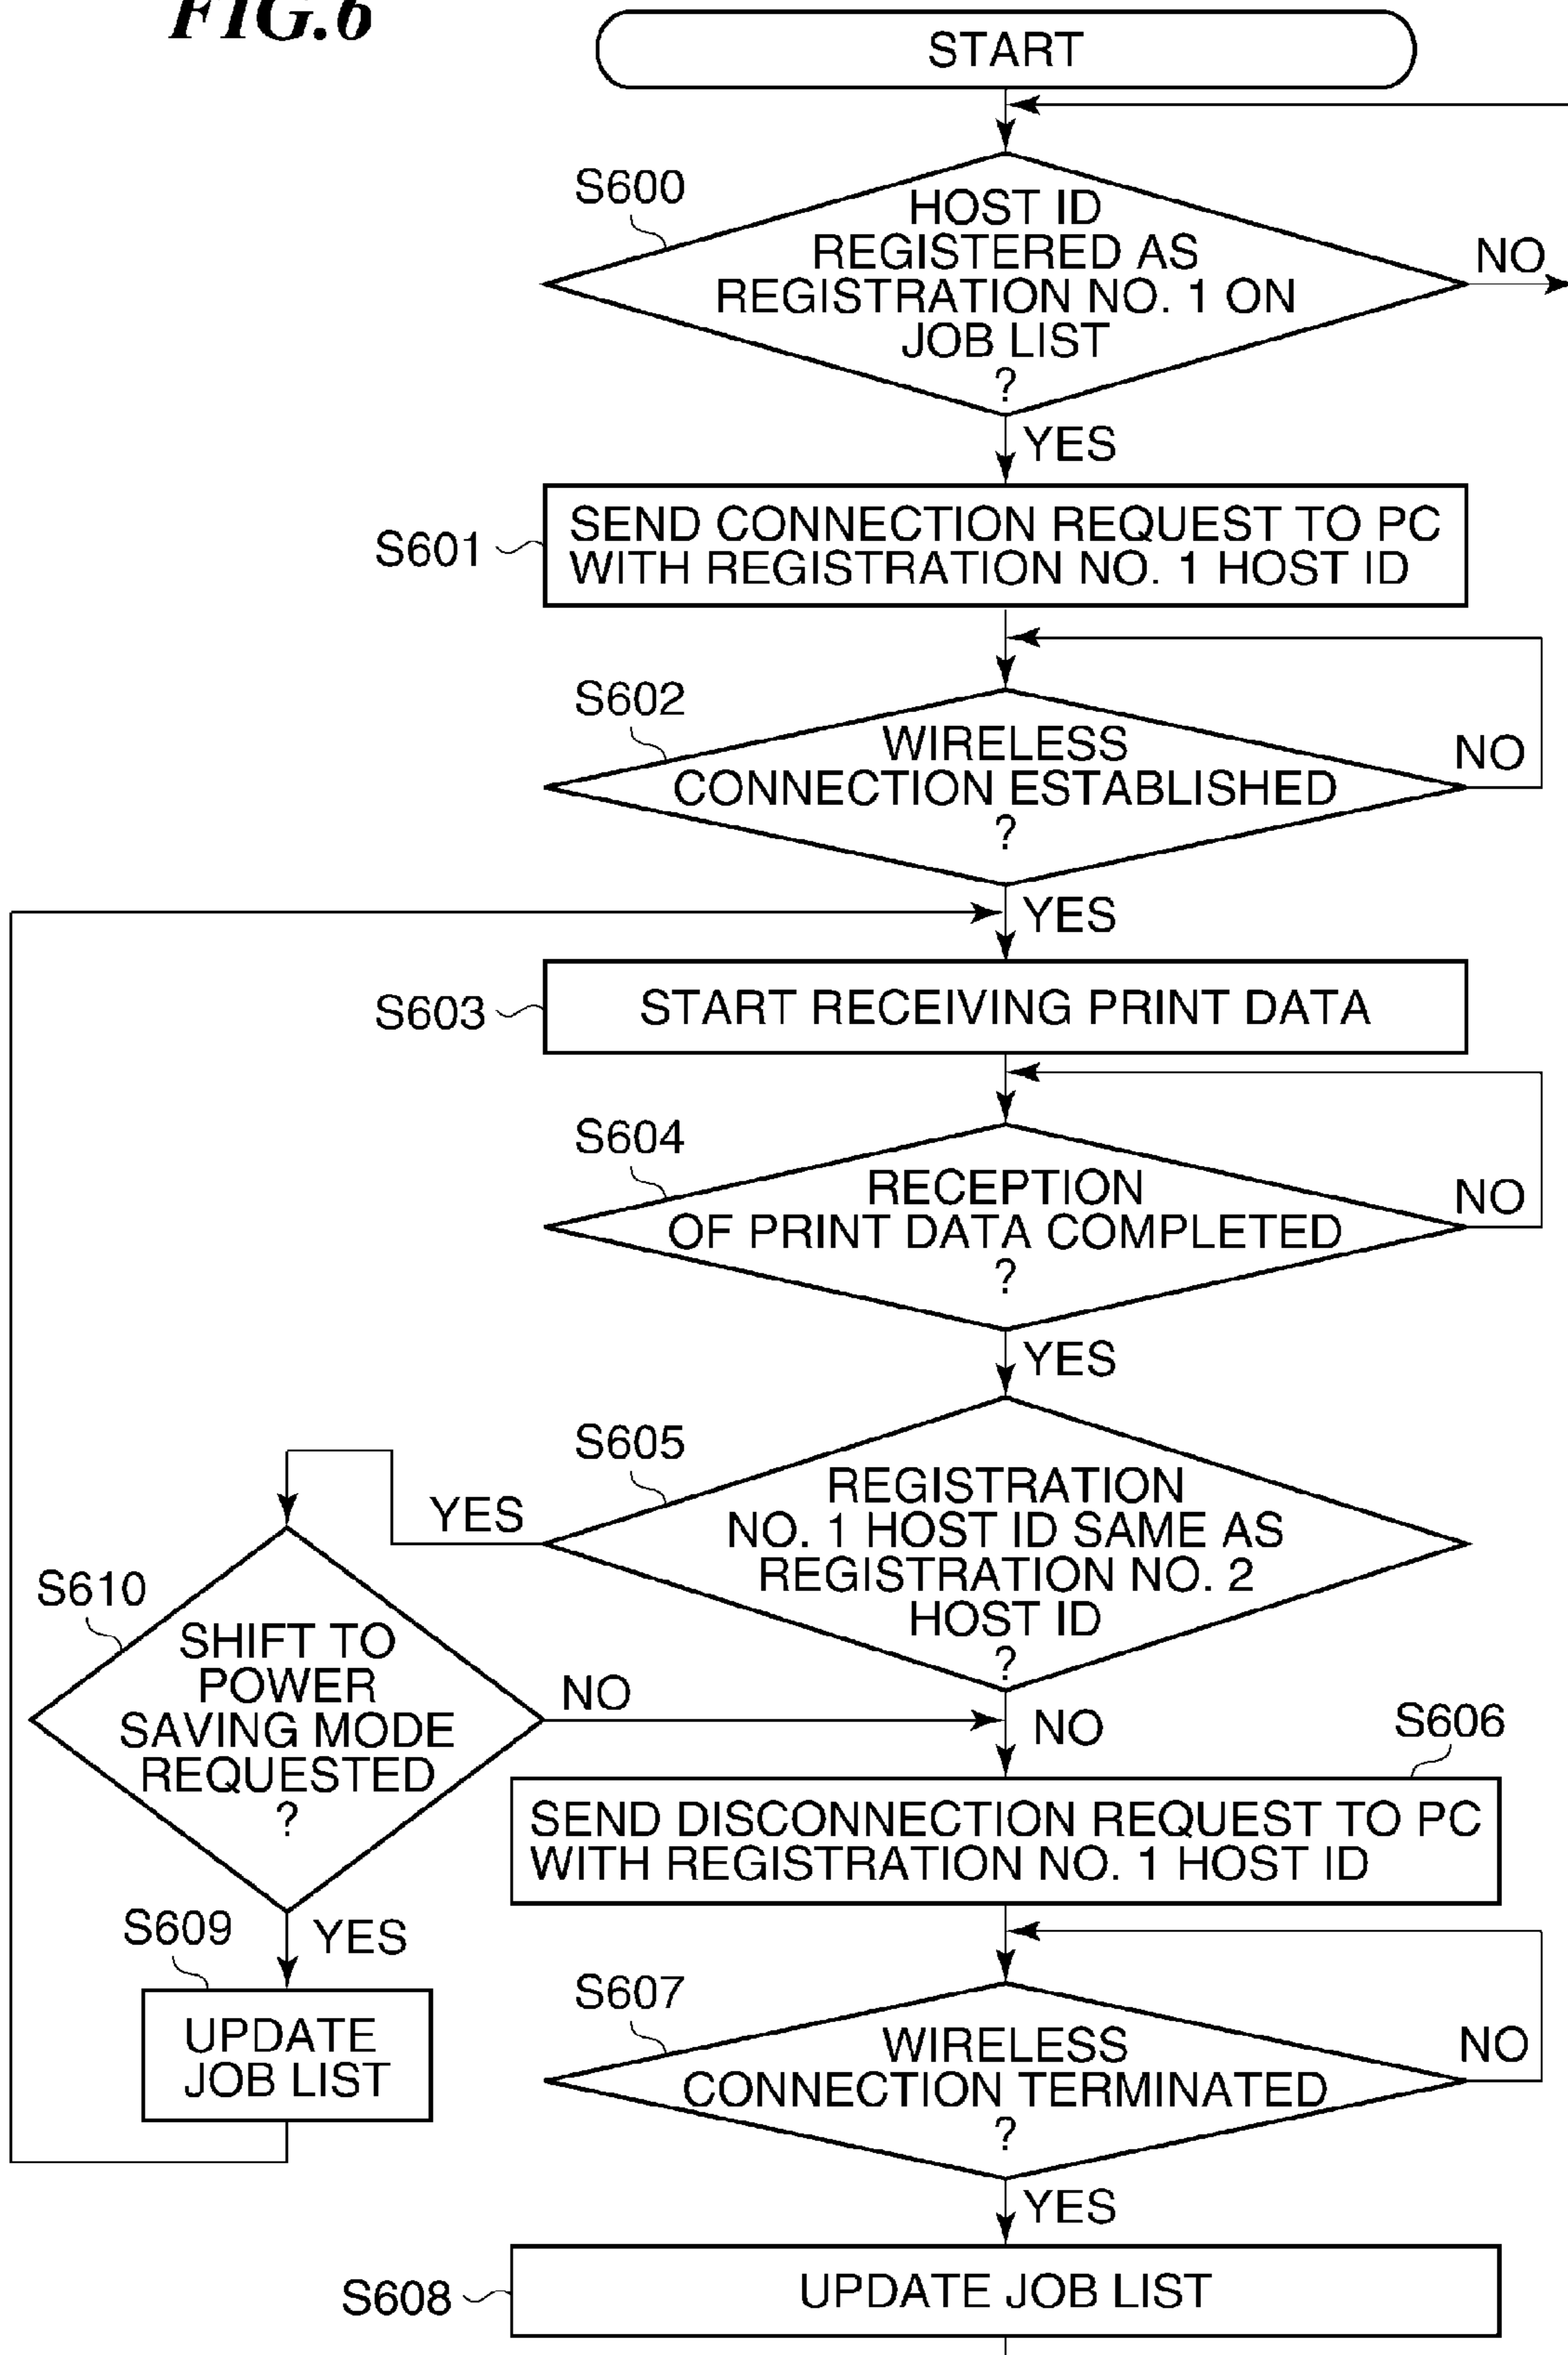 FIG.6
START
S600
HOST ID
REGISTERED AS
REGISTRATION NO. 1 ON
JOB LIST
?
NO
YES
S601
SEND CONNECTION REQUEST TO PC
WITH REGISTRATION NO. 1 HOST ID
S602
WIRELESS
CONNECTION ESTABLISHED
?
NO
YES
S603
START RECEIVING PRINT DATA
S604
RECEPTION
OF PRINT DATA COMPLETED
?
NO
YES
S605
REGISTRATION
NO. 1 HOST ID SAME AS
REGISTRATION NO. 2
HOST ID
?
YES
NO
S610
SHIFT TO
POWER
SAVING MODE
REQUESTED
?
NO
YES
S606
SEND DISCONNECTION REQUEST TO PC
WITH REGISTRATION NO. 1 HOST ID
S609
UPDATE
JOB LIST
S607
WIRELESS
CONNECTION TERMINATED
?
NO
YES
S608
UPDATE JOB LIST